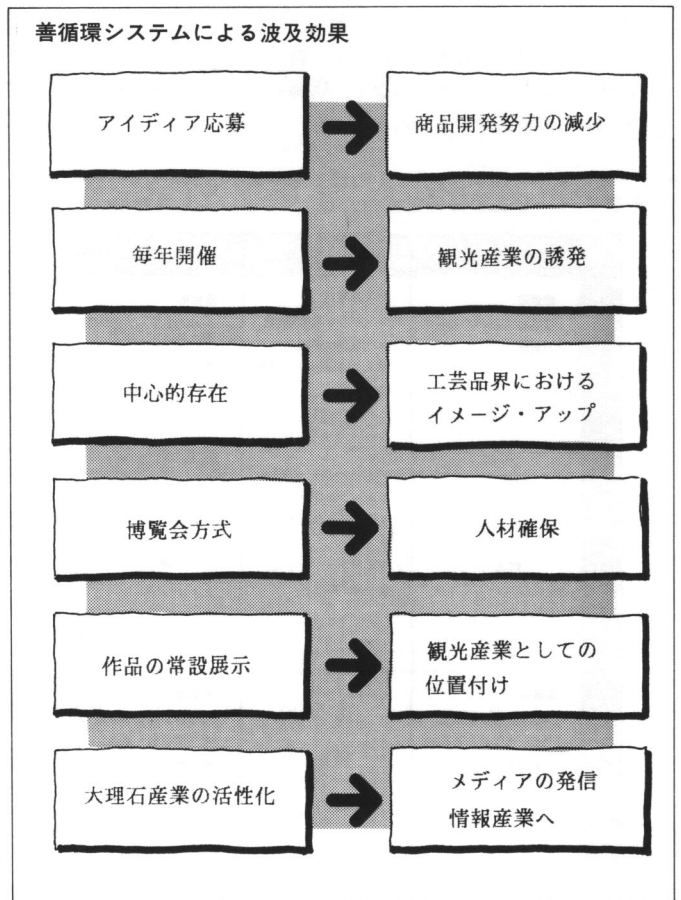 善循環システムによる波及効果
アイディア応募
商品開発努力の減少
毎年開催
観光産業の誘発
中心的存在
工芸品界における
イメージ・アップ
博覧会方式
人材確保
作品の常設展示
観光産業としての
位置付け
大理石産業の活性化
メディアの発信
情報産業へ